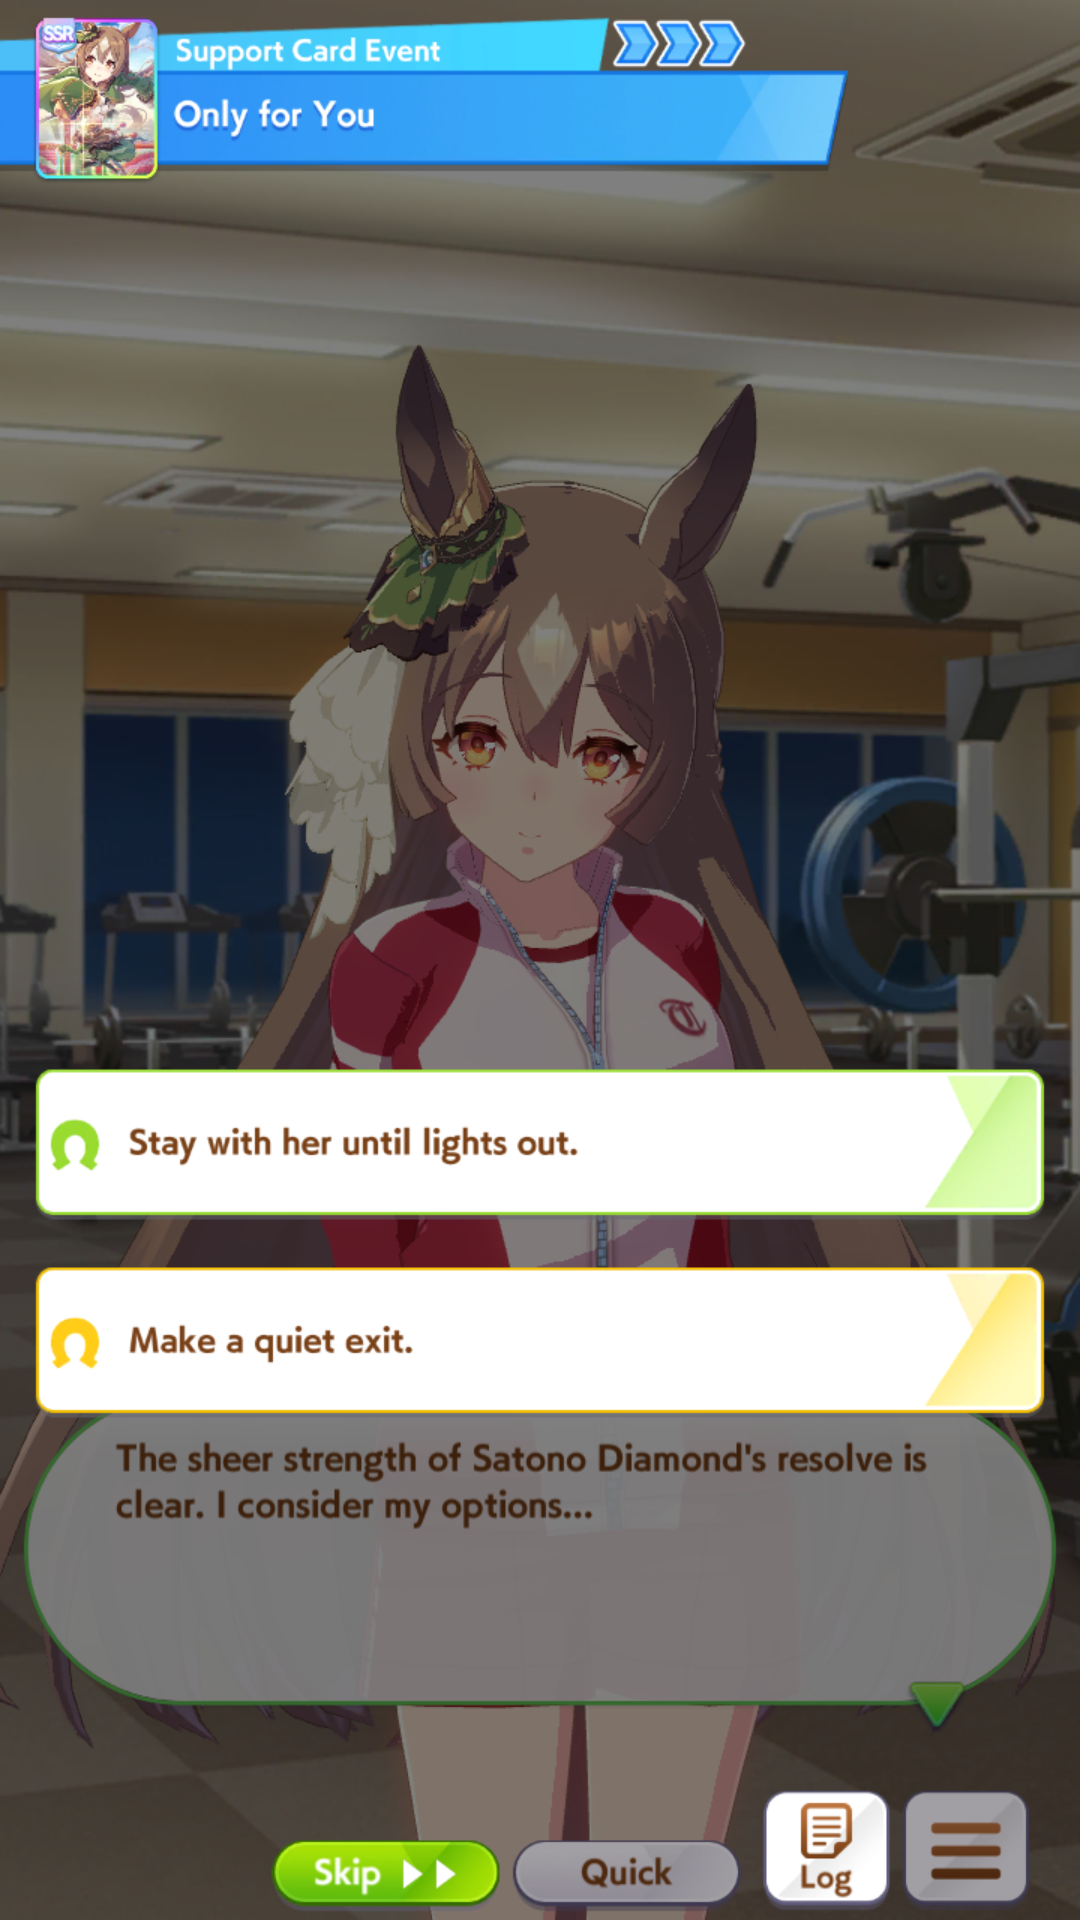 SSR
Support Card Event
Only for You
Stay with her until lights out.
Make a quiet exit.
The sheer strength of Satono Diamond's resolve is
clear. I consider my options...
Skip
Quick
Log